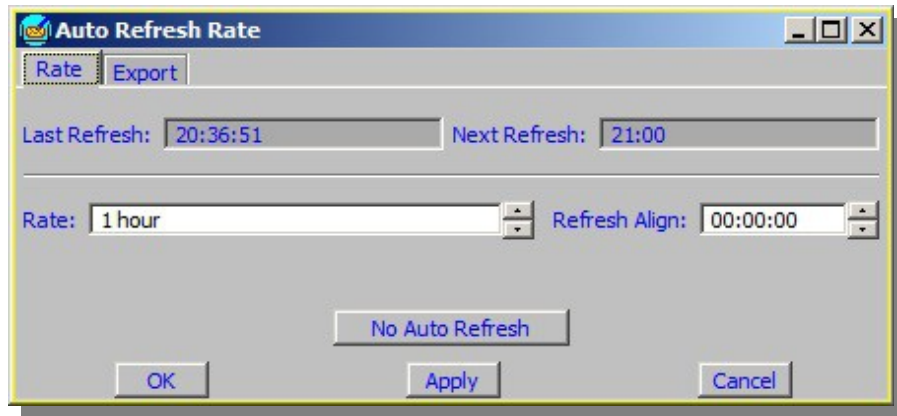 Auto Refresh Rate
Rate Export
Last Refresh: 20:36:51 Next Refresh: 21:00
Rate: 1 hour Refresh Align: 00:00:00
No Auto Refresh
OK Apply Cancel